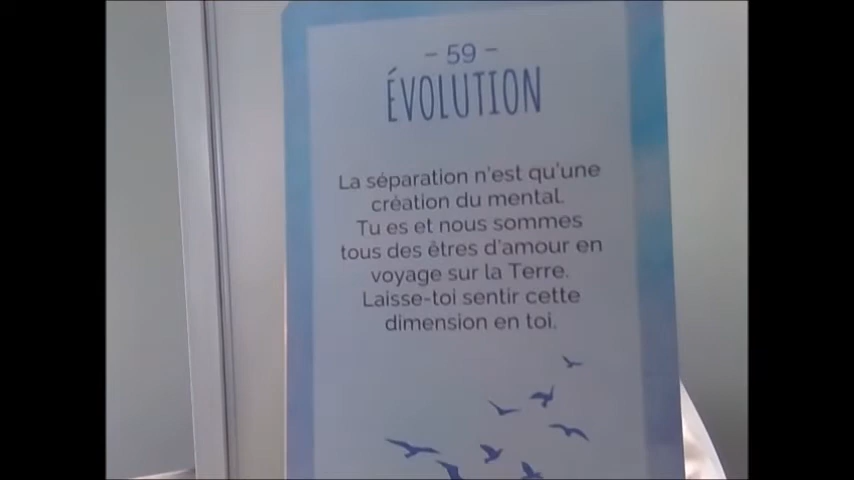 – 59 –
ÉVOLUTION
La séparation n'est qu'une
création du mental.
Tu es et nous sommes
tous des êtres d'amour en
voyage sur la Terre.
Laisse-toi sentir cette
dimension en toi.